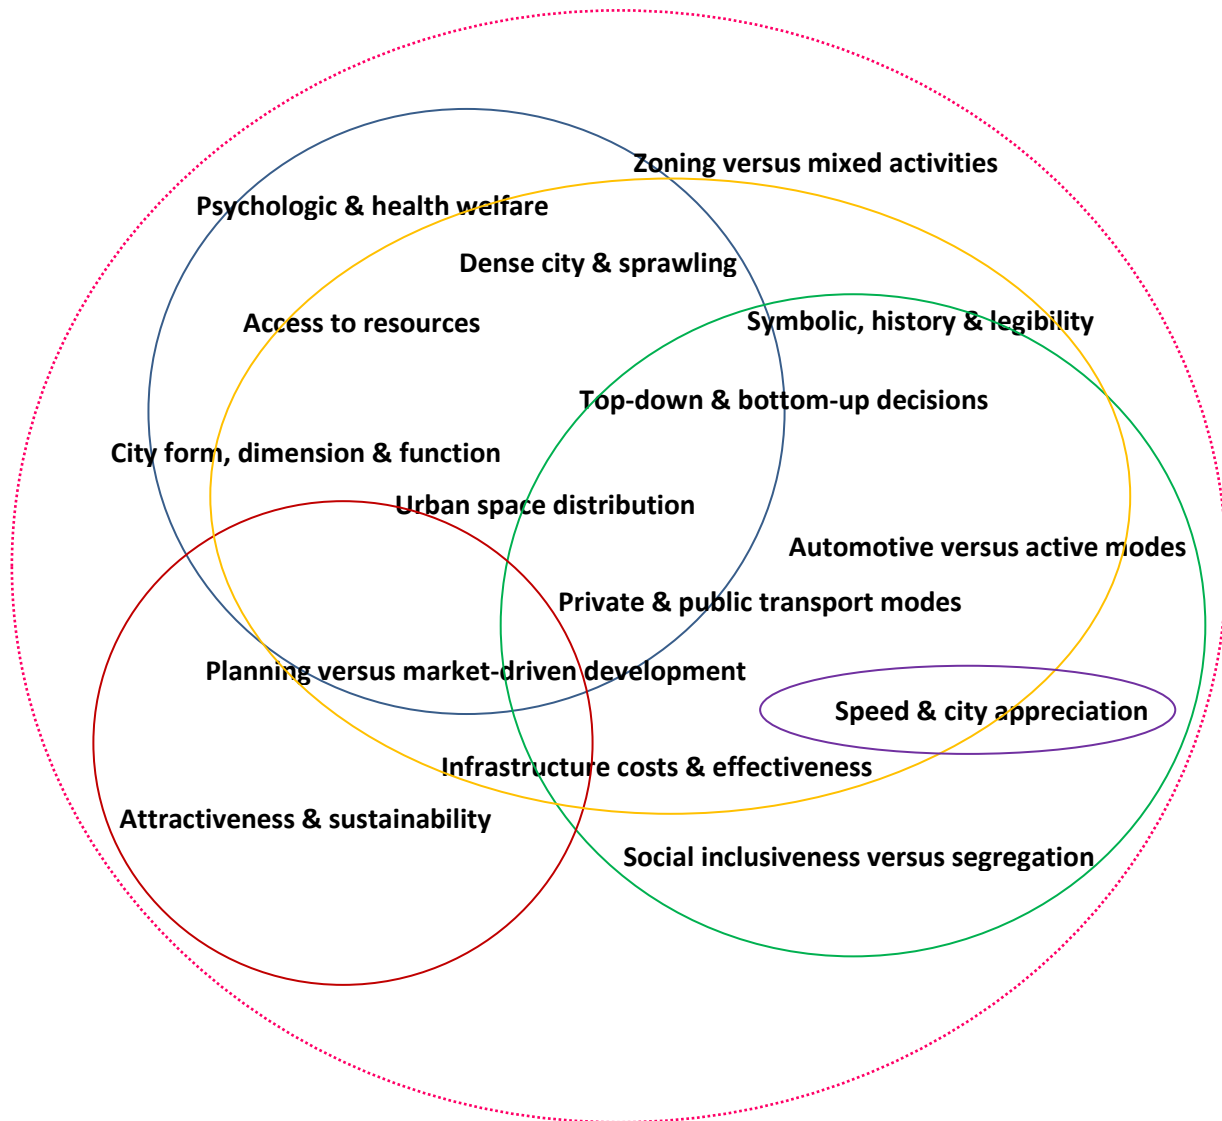 Zoning versus mixed activities
Psychologic & health welfare
Dense city & sprawling
Symbolic, history & legibility
Access to resources
Top-down & bottom-up decisions
City form, dimension & function
Urban space distribution
Automotive versus active modes
Private & public transport modes
Planning versus market-driven development
Speed & city appreciation
Infrastructure costs & effectiveness
Attractiveness & sustainability
Social inclusiveness versus segregation